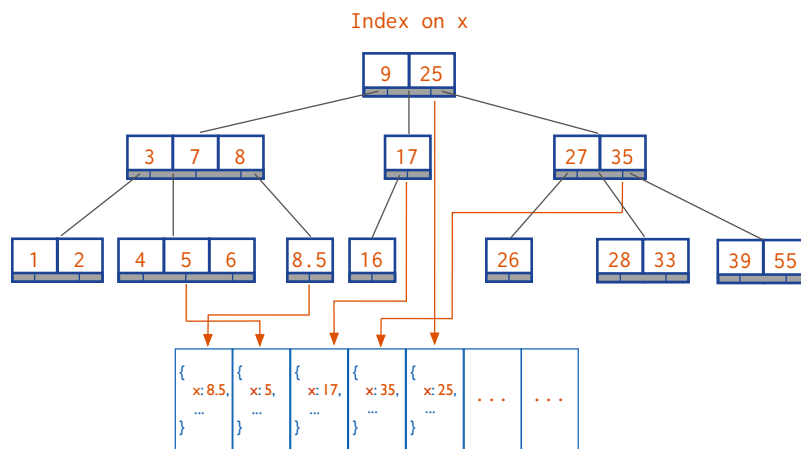 Index on x
9 25
3 7 8 17 27 35
1 2 4 5 6 8.5 16 26 28 33 39 55
{ { { { {
x: 8.5, x: 5, x: 17, x: 35, x: 25, ... ...
... ... ... ... ...
} } } } }